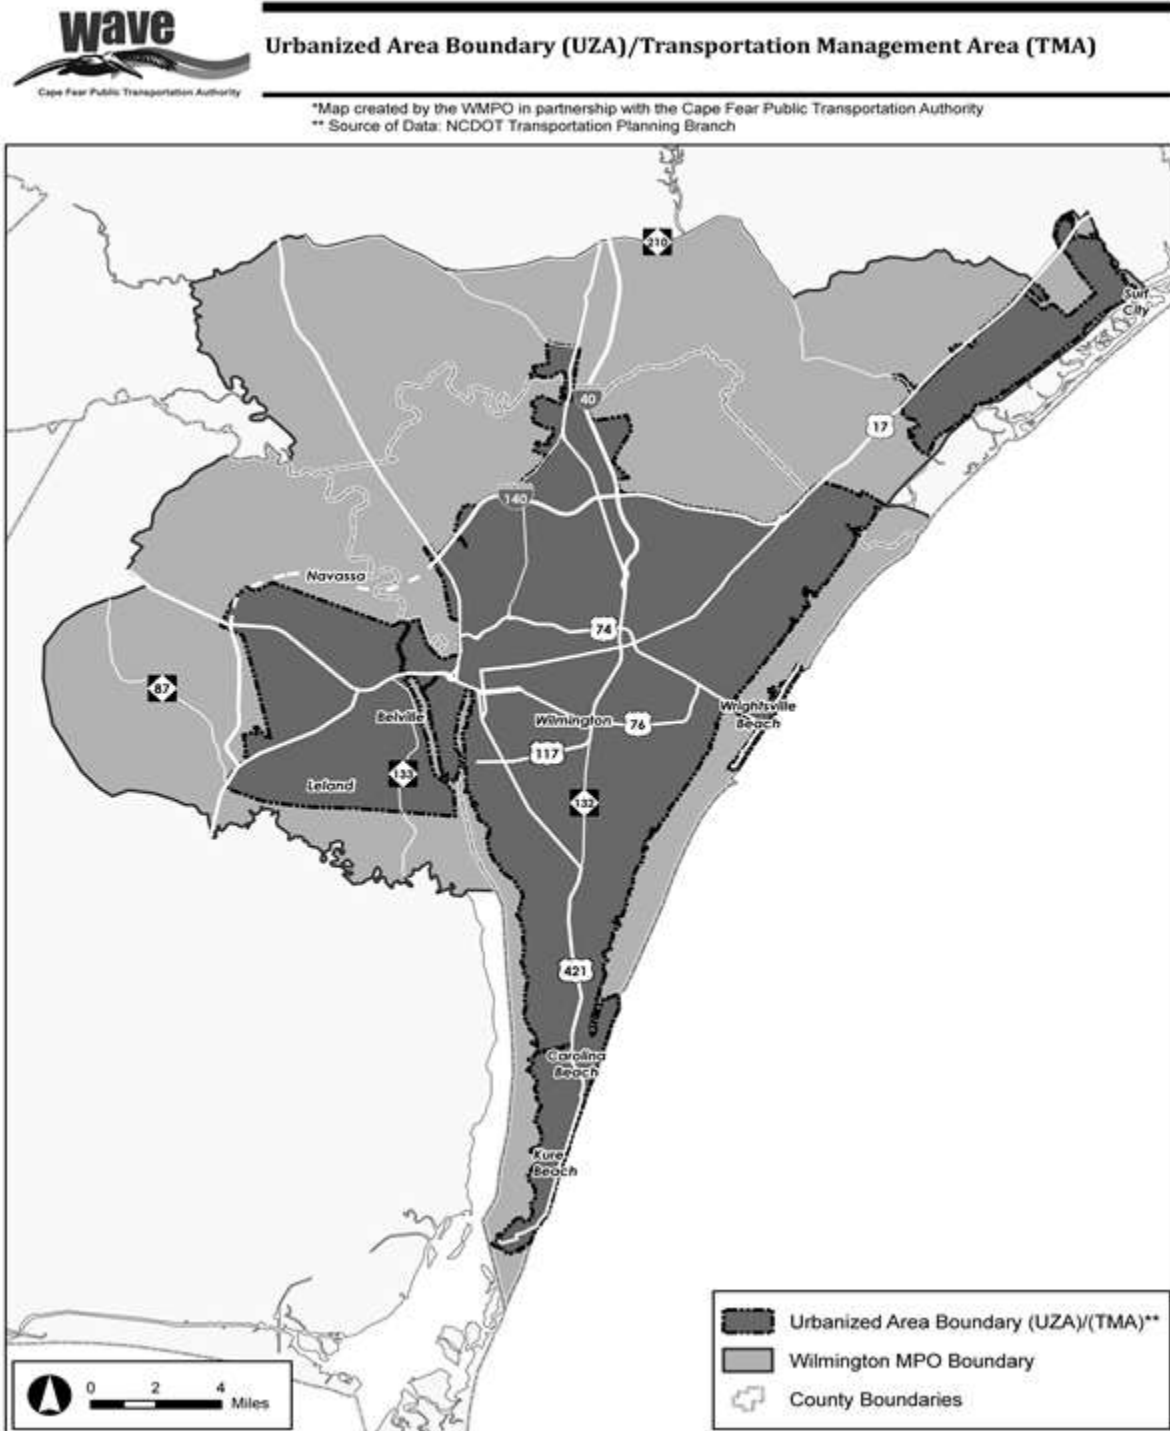 wave
Cape Fear Public Transportation Authority
Urbanized Area Boundary (UZA)/Transportation Management Area (TMA)
*Map created by the WMPO in partnership with the Cape Fear Public Transportation Authority
** Source of Data: NCDOT Transportation Planning Branch
210
Surf
City
40
17
140
Navassa
74
87
Wrightsville
Beach
Belville
Wilmington
76
117
133
Leland
132
421
Carolina
Beach
Kure
Beach
Urbanized Area Boundary (UZA)/(TMA)**
Wilmington MPO Boundary
County Boundaries
0 2 4
Miles